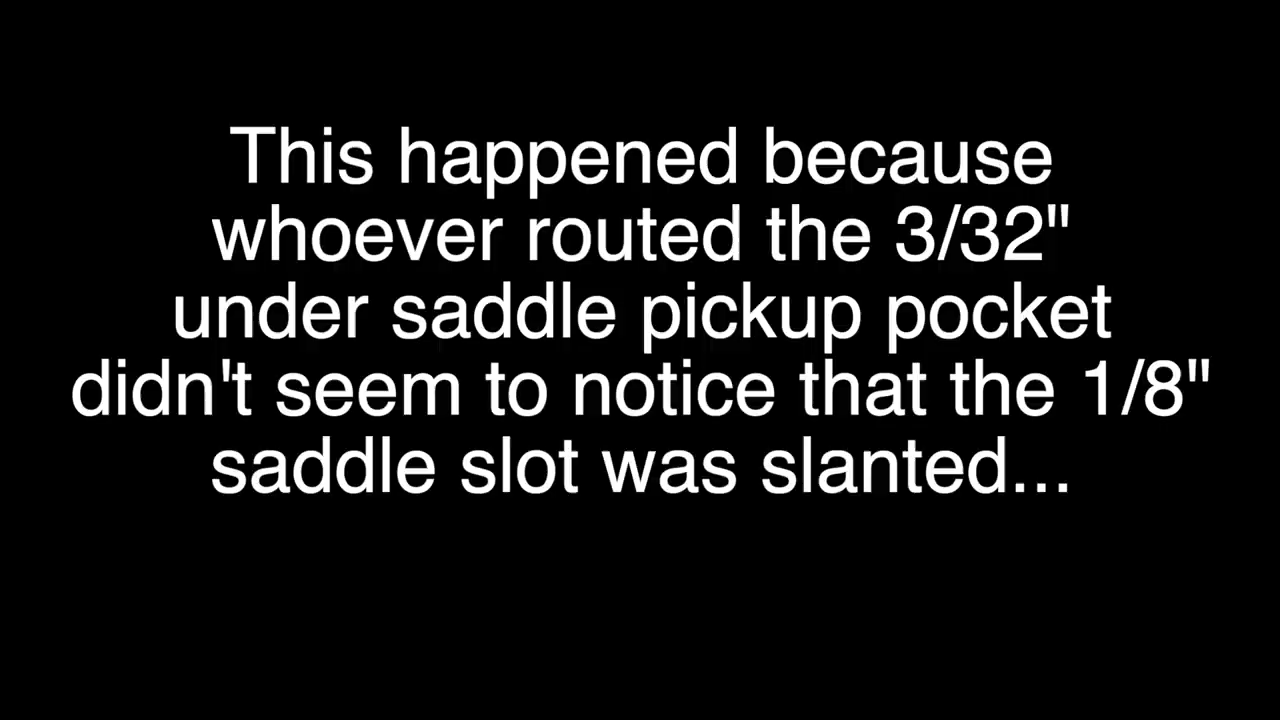 This happened because
whoever routed the 3/32"
under saddle pickup pocket
didn't seem to notice that the 1/8"
saddle slot was slanted...